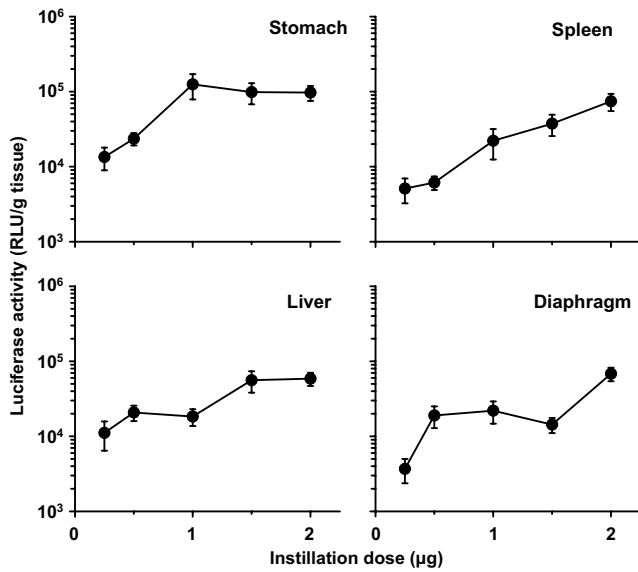 Luciferase activity (RLU/g tissue)
10⁶
10⁵
10⁴
10³
Stomach
Spleen
10⁶
10⁵
10⁴
10³
Liver
Diaphragm
0 1 2 0 1 2
Instillation dose (µg)